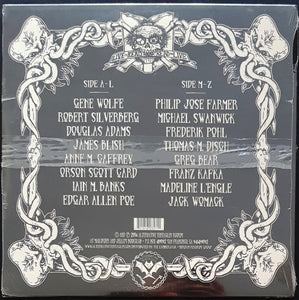 SIDE A-L
GENE WOLFE
ROBERT SILVERBERG
DOUGLAS ADAMS
JAMES BLISH
ANNE M. CAFFREY
ORSON SCOTT CARD
IAIN M. BANKS
EDGAR ALLEN POE
SIDE M-Z
PHILIP JOSE FARMER
MICHAEL SWANWICK
FREDERIK POHL
THOMAS M. DISCH
GREG BEAR
FRANZ KAFKA
MADELINE L'ENGLE
JACK WOMACK